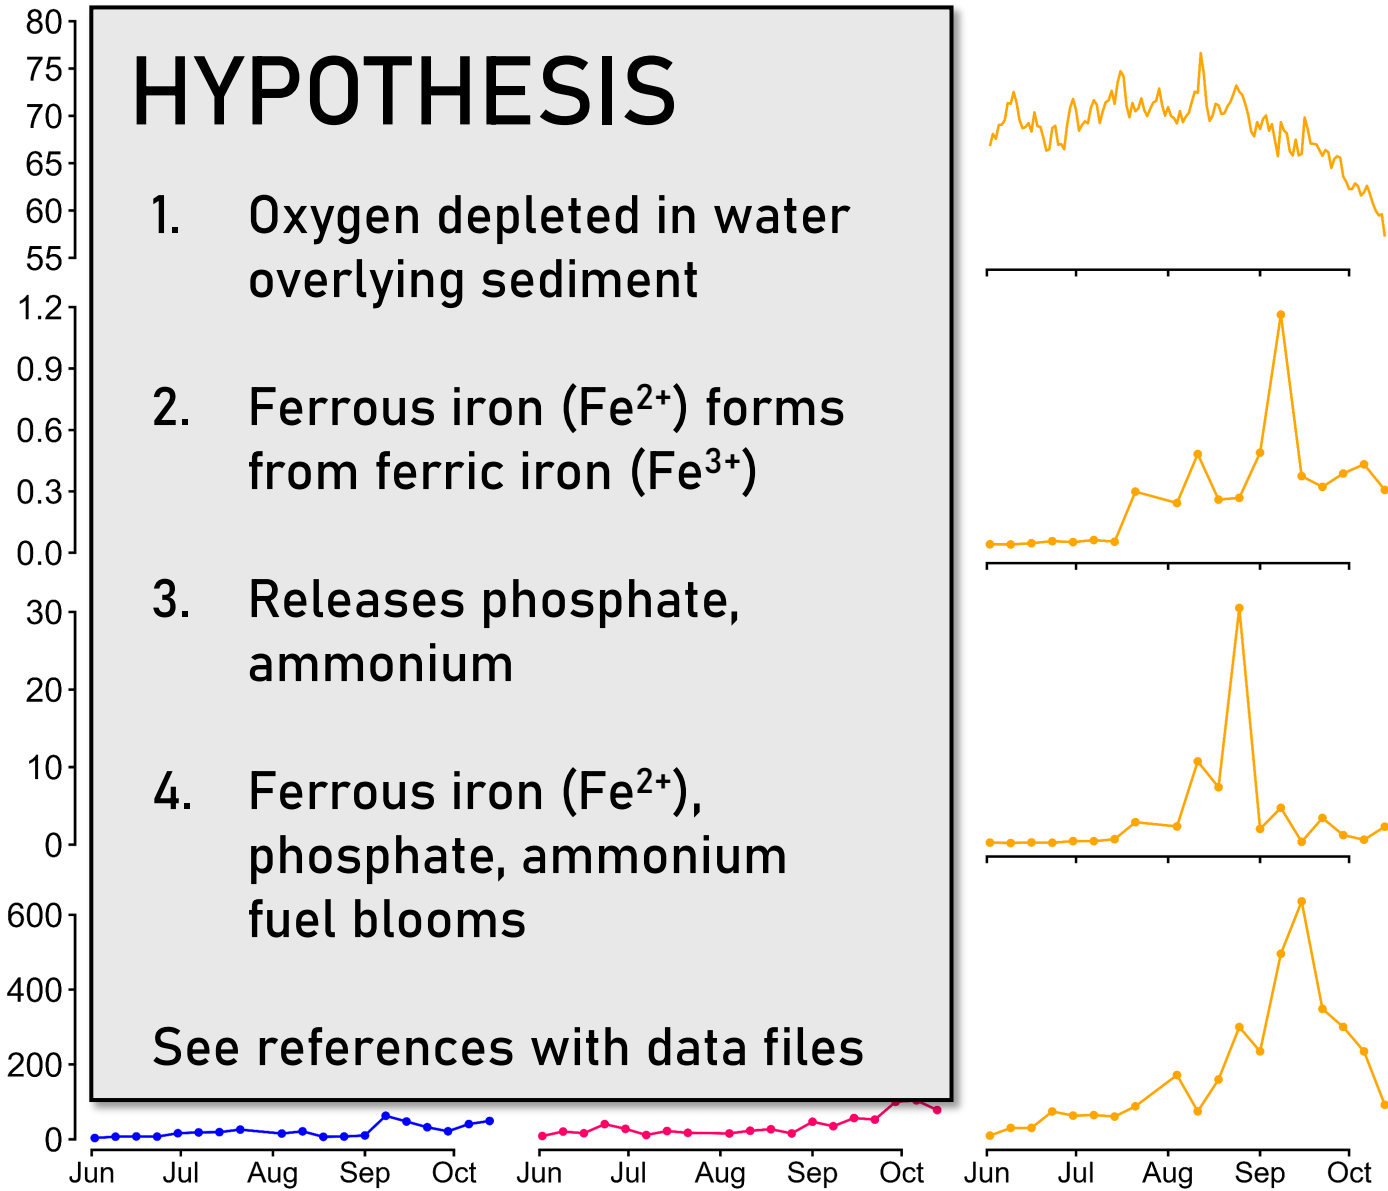 HYPOTHESIS
1. Oxygen depleted in water
overlying sediment
2. Ferrous iron (Fe²⁺) forms
from ferric iron (Fe³⁺)
3. Releases phosphate,
ammonium
4. Ferrous iron (Fe²⁺),
phosphate, ammonium
fuel blooms
See references with data files
80
75
70
65
60
55
1.2
0.9
0.6
0.3
0.0
30
20
10
0
600
400
200
0
Jun Jul Aug Sep Oct Jun Jul Aug Sep Oct Jun Jul Aug Sep Oct